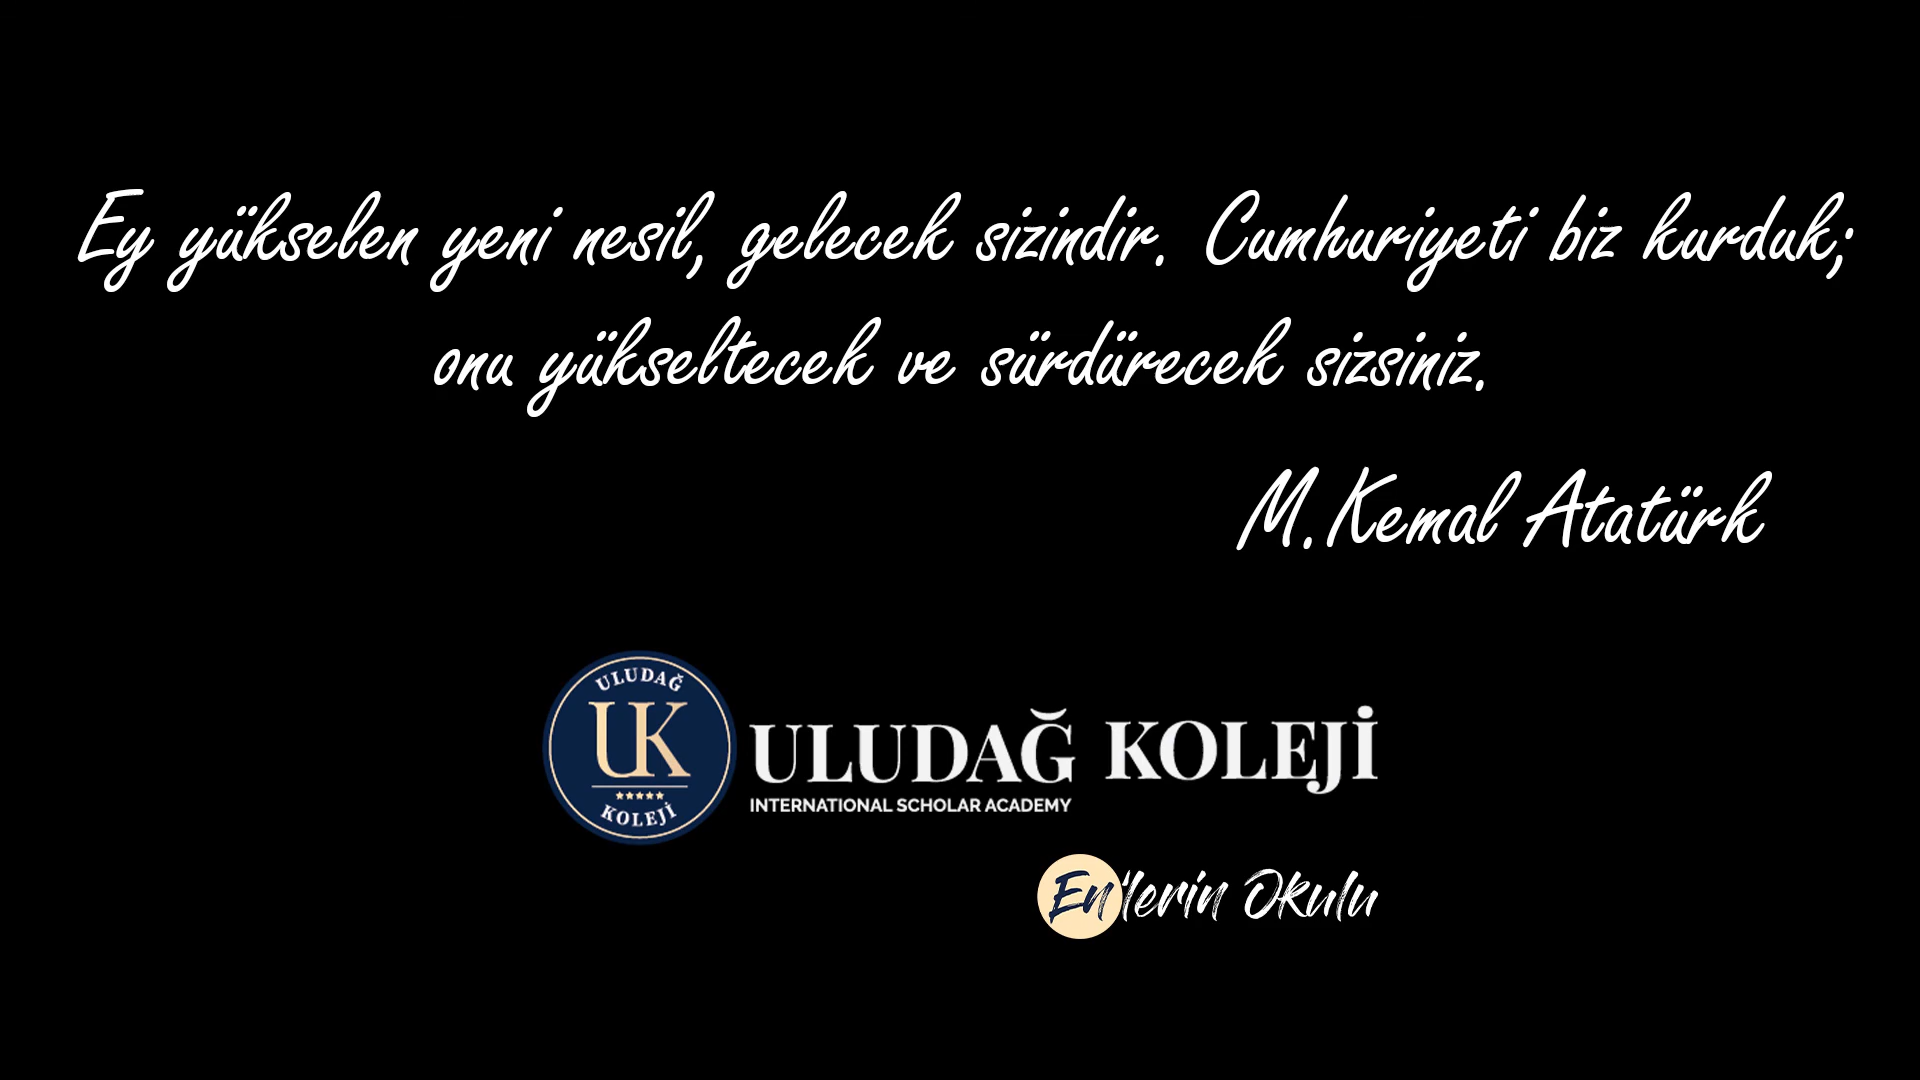 Ey yükselen yeni nesil, gelecek sizindir. Cumhuriyeti biz kurduk;
onu yükseltecek ve sürdürecek sizsiniz.
M.Kemal Atatürk
ULUDAĞ
UK
KOLEJİ
ULUDAĞ KOLEJİ
INTERNATIONAL SCHOLAR ACADEMY
En'lerin Okulu